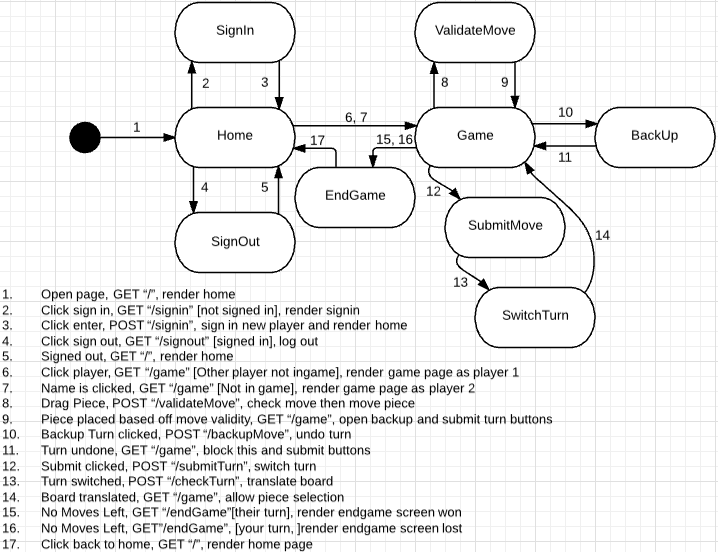 SignIn
ValidateMove
2
3
8
9
1
Home
6, 7
Game
10
BackUp
11
17
15, 16
4
5
EndGame
12
SignOut
SubmitMove
14
13
SwitchTurn
1. Open page, GET “/”, render home
2. Click sign in, GET “/signin” [not signed in], render signin
3. Click enter, POST “/signin”, sign in new player and render home
4. Click sign out, GET “/signout” [signed in], log out
5. Signed out, GET “/”, render home
6. Click player, GET “/game” [Other player not ingame], render game page as player 1
7. Name is clicked, GET “/game” [Not in game], render game page as player 2
8. Drag Piece, POST “/validateMove”, check move then move piece
9. Piece placed based off move validity, GET “/game”, open backup and submit turn buttons
10. Backup Turn clicked, POST “/backupMove”, undo turn
11. Turn undone, GET “/game”, block this and submit buttons
12. Submit clicked, POST “/submitTurn”, switch turn
13. Turn switched, POST “/checkTurn”, translate board
14. Board translated, GET “/game”, allow piece selection
15. No Moves Left, GET “/endGame”[their turn], render endgame screen won
16. No Moves Left, GET”/endGame”, [your turn, ]render endgame screen lost
17. Click back to home, GET “/”, render home page